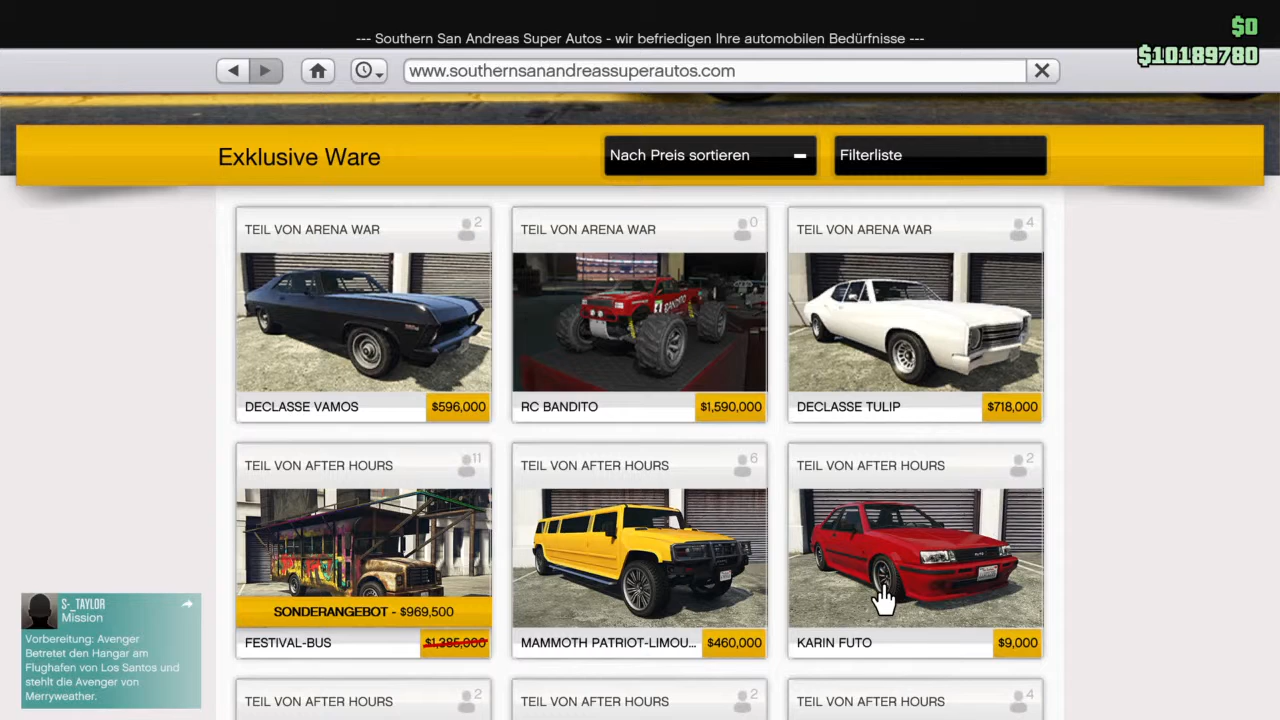 $0
--- Southern San Andreas Super Autos - wir befriedigen Ihre automobilen Bedürfnisse ---
$10189780
www.southernsanandreassuperautos.com
Exklusive Ware
Nach Preis sortieren
Filterliste
TEIL VON ARENA WAR 2
TEIL VON ARENA WAR 0
TEIL VON ARENA WAR 4
BANDITO
DECLASSE VAMOS $596,000
RC BANDITO $1,590,000
DECLASSE TULIP $718,000
TEIL VON AFTER HOURS 11
TEIL VON AFTER HOURS 6
TEIL VON AFTER HOURS 2
SONDERANGEBOT - $969,500
FESTIVAL-BUS $1,385,000
MAMMOTH PATRIOT-LIMOU... $460,000
KARIN FUTO $9,000
TEIL VON AFTER HOURS 2
TEIL VON AFTER HOURS 2
TEIL VON AFTER HOURS 4
S-_TAYLOR
Mission
Vorbereitung: Avenger
Betretet den Hangar am
Flughafen von Los Santos und
stehlt die Avenger von
Merryweather.